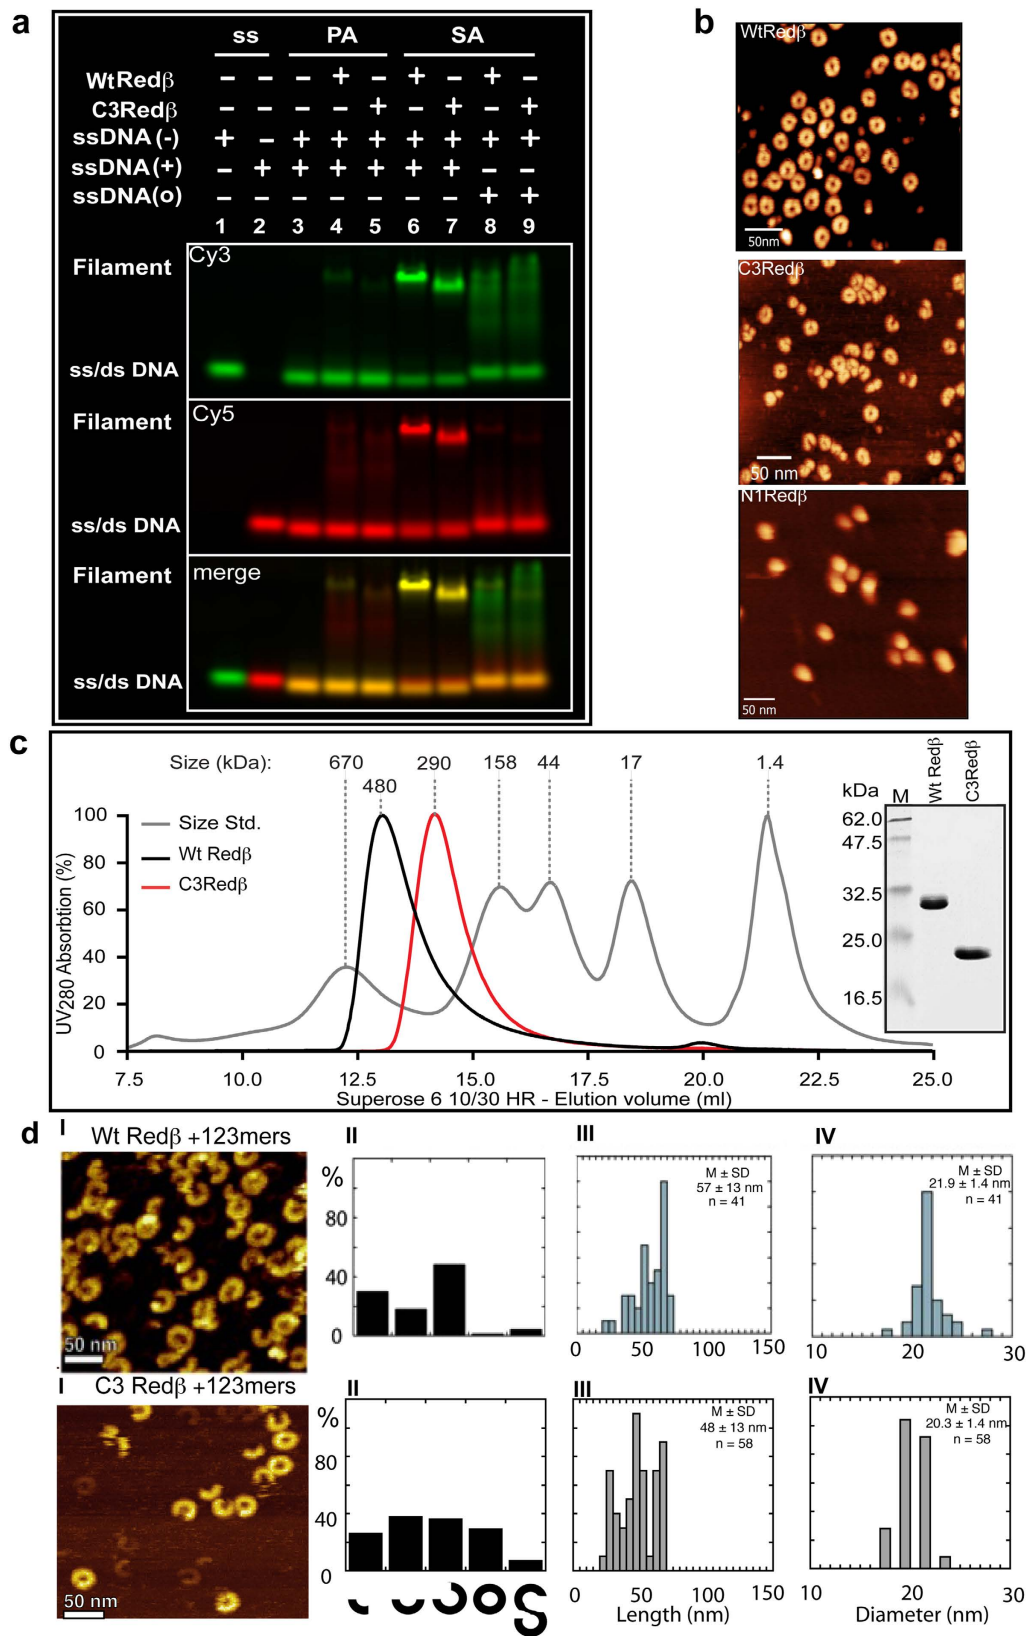 a
ss PA SA
WtRedβ - - - + - + - + -
C3Redβ - - - - + - + - +
ssDNA(-) + - + + + + + + +
ssDNA(+) - + + + + + + - -
ssDNA(o) - - - - - - - + +
1 2 3 4 5 6 7 8 9
Cy3
Filament
ss/ds DNA
Cy5
Filament
ss/ds DNA
merge
Filament
ss/ds DNA
b
WtRedβ
50nm
C3Redβ
50 nm
N1Redβ
50 nm
c
Size (kDa): 670 480 290 158 44 17 1.4
Size Std.
Wt Redβ
C3Redβ
UV280 Absorbtion (%)
100
80
60
40
20
0
7.5 10.0 12.5 15.0 17.5 20.0 22.5 25.0
Superose 6 10/30 HR - Elution volume (ml)
kDa M Wt Redβ C3Redβ
62.0
47.5
32.5
25.0
16.5
d
I
Wt Redβ +123mers
50 nm
II
%
80
40
0
III
M ± SD
57 ± 13 nm
n = 41
0 50 100 150
IV
M ± SD
21.9 ± 1.4 nm
n = 41
10 20 30
I
C3 Redβ +123mers
50 nm
II
%
80
40
0
III
M ± SD
48 ± 13 nm
n = 58
0 50 100 150
Length (nm)
IV
M ± SD
20.3 ± 1.4 nm
n = 58
10 20 30
Diameter (nm)